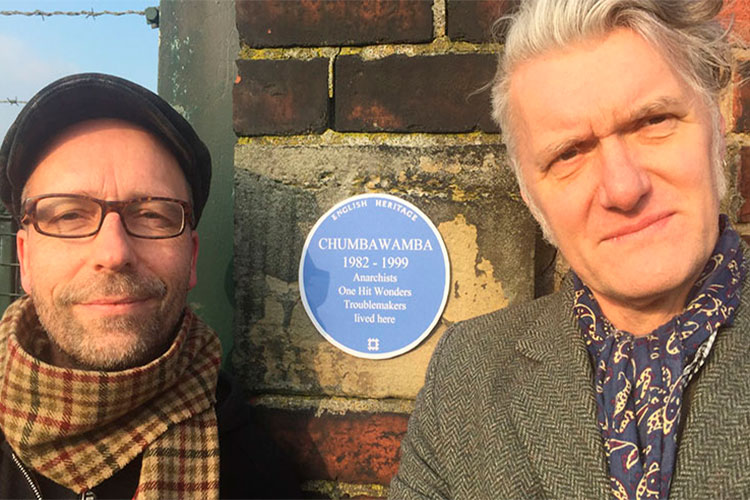 ENGLISH HERITAGE
CHUMBAWAMBA
1982 - 1999
Anarchists
One Hit Wonders
Troublemakers
lived here